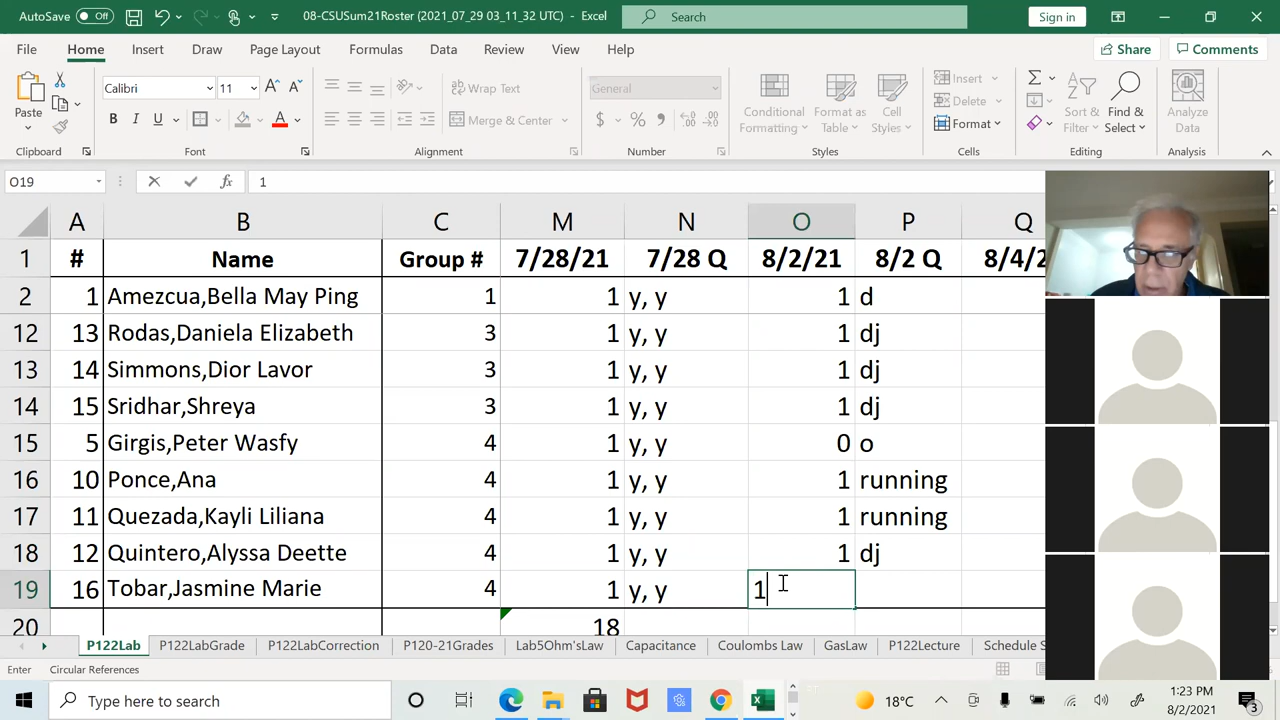 AutoSave Off 08-CSUSum21Roster (2021_07_29 03_11_32 UTC) - Excel Search Sign in
File Home Insert Draw Page Layout Formulas Data Review View Help Share Comments
Paste Calibri 11 A A Wrap Text General Conditional Formatting Format as Table Cell Styles Insert Sort & Filter Find & Select Analyze Data
B I U A Merge & Center $ % Delete
Format
Clipboard Font Alignment Number Styles Cells Editing Analysis
O19 fx 1
A B C M N O P Q
1 # Name Group # 7/28/21 7/28 Q 8/2/21 8/2 Q 8/4/2
2 1 Amezcua,Bella May Ping 1 1 y, y 1 d
12 13 Rodas,Daniela Elizabeth 3 1 y, y 1 dj
13 14 Simmons,Dior Lavor 3 1 y, y 1 dj
14 15 Sridhar,Shreya 3 1 y, y 1 dj
15 5 Girgis,Peter Wasfy 4 1 y, y 0 o
16 10 Ponce,Ana 4 1 y, y 1 running
17 11 Quezada,Kayli Liliana 4 1 y, y 1 running
18 12 Quintero,Alyssa Deette 4 1 y, y 1 dj
19 16 Tobar,Jasmine Marie 4 1 y, y 1
20 18
P122Lab P122LabGrade P122LabCorrection P120-21Grades Lab5Ohm'sLaw Capacitance Coulombs Law GasLaw P122Lecture Schedule S
Enter Circular References
Type here to search 18°C 1:23 PM
8/2/2021 3